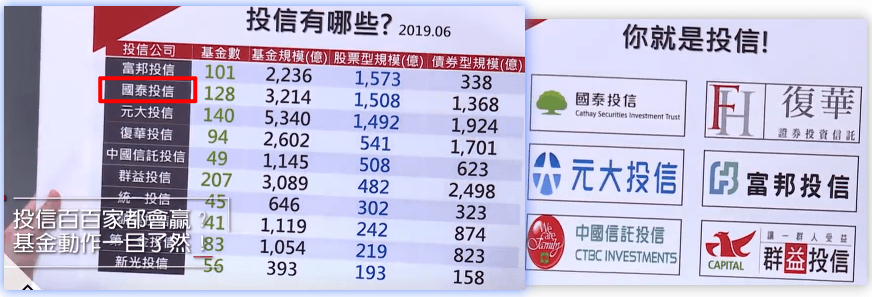 投信有哪些? 2019.06
投信公司 基金數 基金規模(億) 股票型規模(億) 債券型規模(億)
富邦投信 101 2,236 1,573 338
國泰投信 128 3,214 1,508 1,368
元大投信 140 5,340 1,492 1,924
復華投信 94 2,602 541 1,701
中國信託投信 49 1,145 508 623
群益投信 207 3,089 482 2,498
統一投信 45 646 302 323
41 1,119 242 874
83 1,054 219 823
新光投信 56 393 193 158
投信百百家都會贏?
基金動作一目了然!
你就是投信!
國泰投信
Cathay Securities Investment Trust
FH 復華
證券投資信託
元大投信
富邦投信
We are Family
中國信託投信
CTBC INVESTMENTS
CAPITAL
讓一群人受益
群益投信